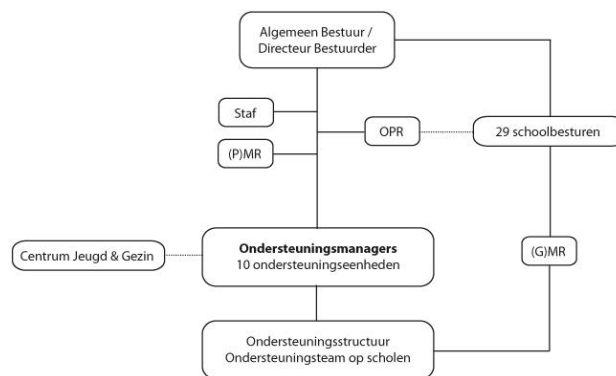 Algemeen Bestuur /
Directeur Bestuurder
Staf
OPR
29 schoolbesturen
(P)MR
Ondersteuningsmanagers
10 ondersteuningseenheden
Centrum Jeugd & Gezin
(G)MR
Ondersteuningsstructuur
Ondersteuningsteam op scholen